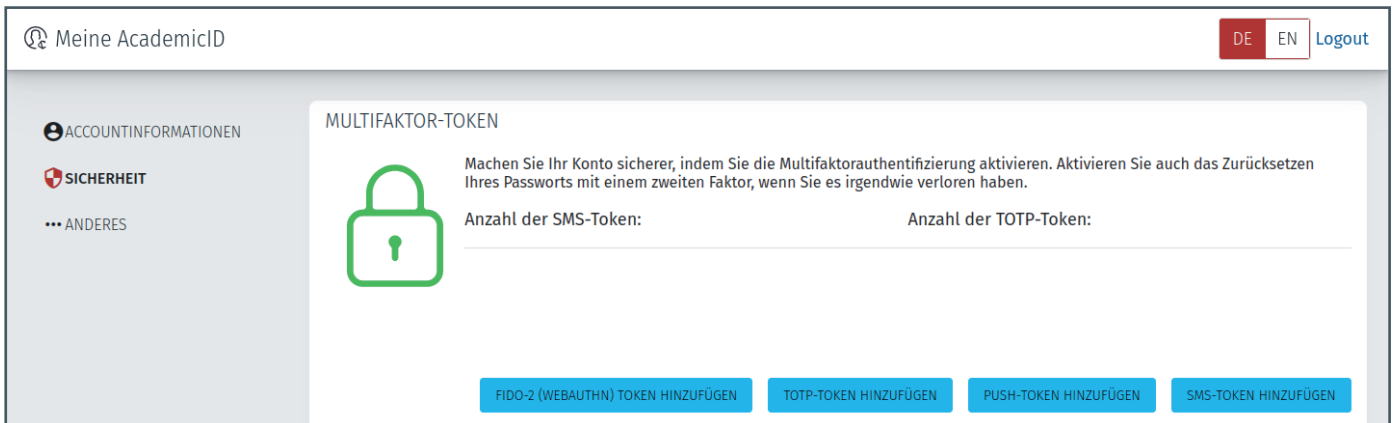 Meine AcademicID
DE EN Logout
ACCOUNTINFORMATIONEN
SICHERHEIT
ANDERES
MULTIFAKTOR-TOKEN
Machen Sie Ihr Konto sicherer, indem Sie die Multifaktorauthentifizierung aktivieren. Aktivieren Sie auch das Zurücksetzen
Ihres Passworts mit einem zweiten Faktor, wenn Sie es irgendwie verloren haben.
Anzahl der SMS-Token: Anzahl der TOTP-Token:
FIDO-2 (WEBAUTHN) TOKEN HINZUFÜGEN TOTP-TOKEN HINZUFÜGEN PUSH-TOKEN HINZUFÜGEN SMS-TOKEN HINZUFÜGEN